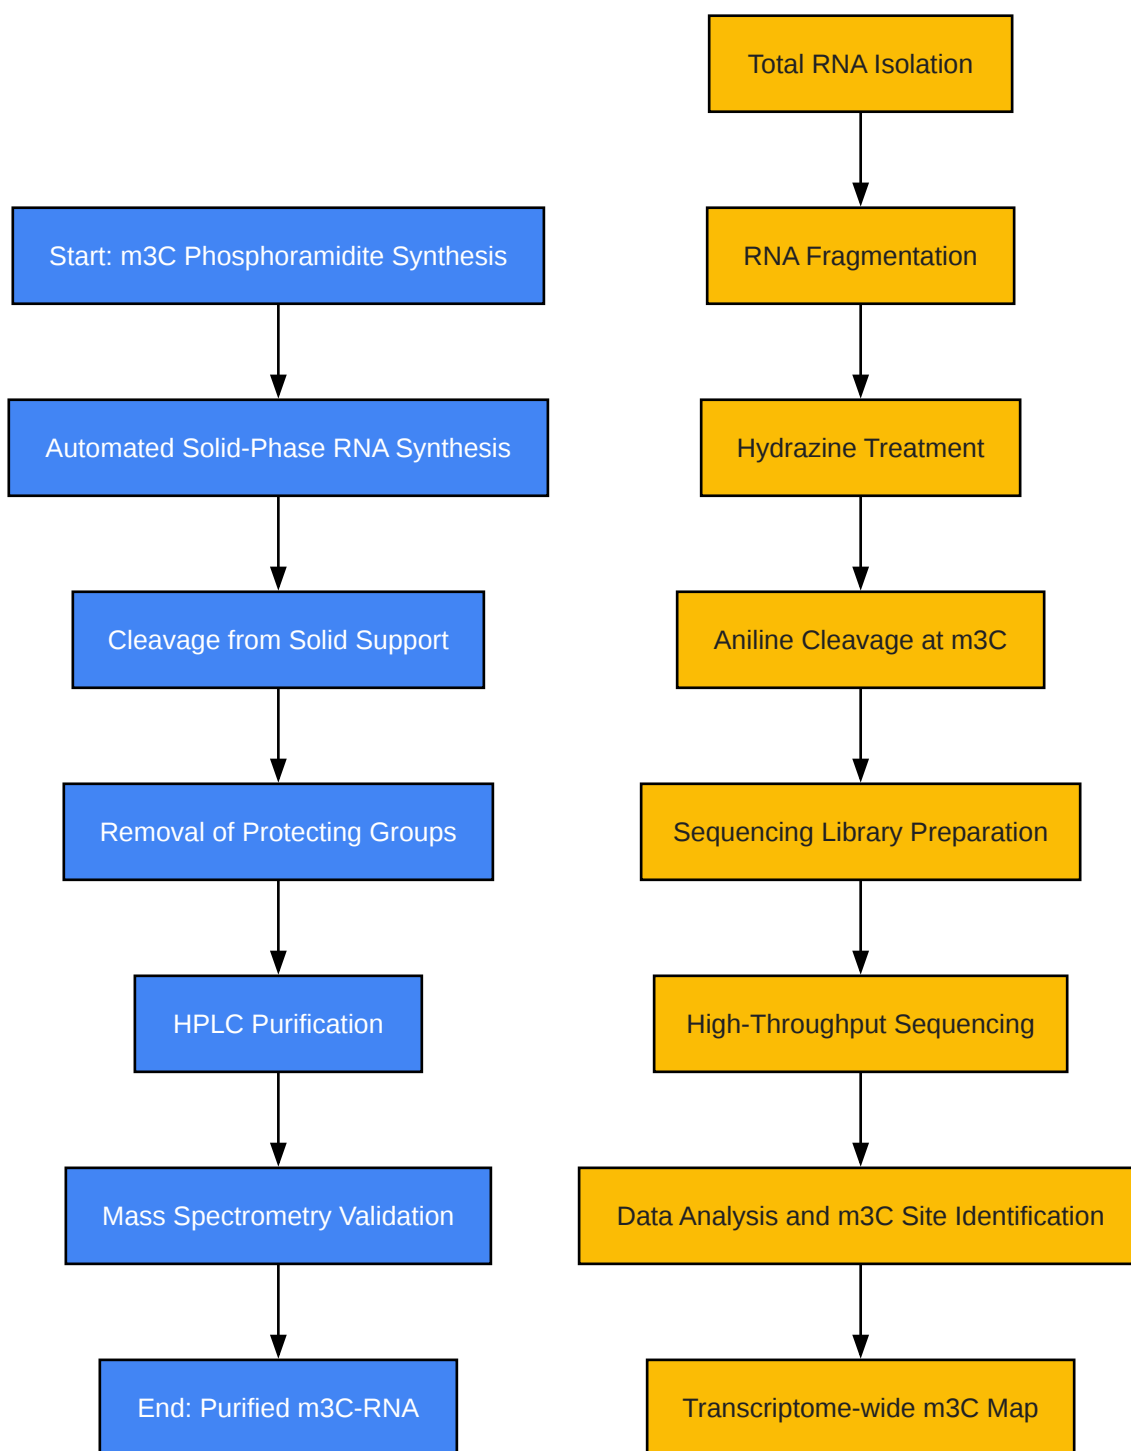 Start: m3C Phosphoramidite Synthesis
Automated Solid-Phase RNA Synthesis
Cleavage from Solid Support
Removal of Protecting Groups
HPLC Purification
Mass Spectrometry Validation
End: Purified m3C-RNA
Total RNA Isolation
RNA Fragmentation
Hydrazine Treatment
Aniline Cleavage at m3C
Sequencing Library Preparation
High-Throughput Sequencing
Data Analysis and m3C Site Identification
Transcriptome-wide m3C Map